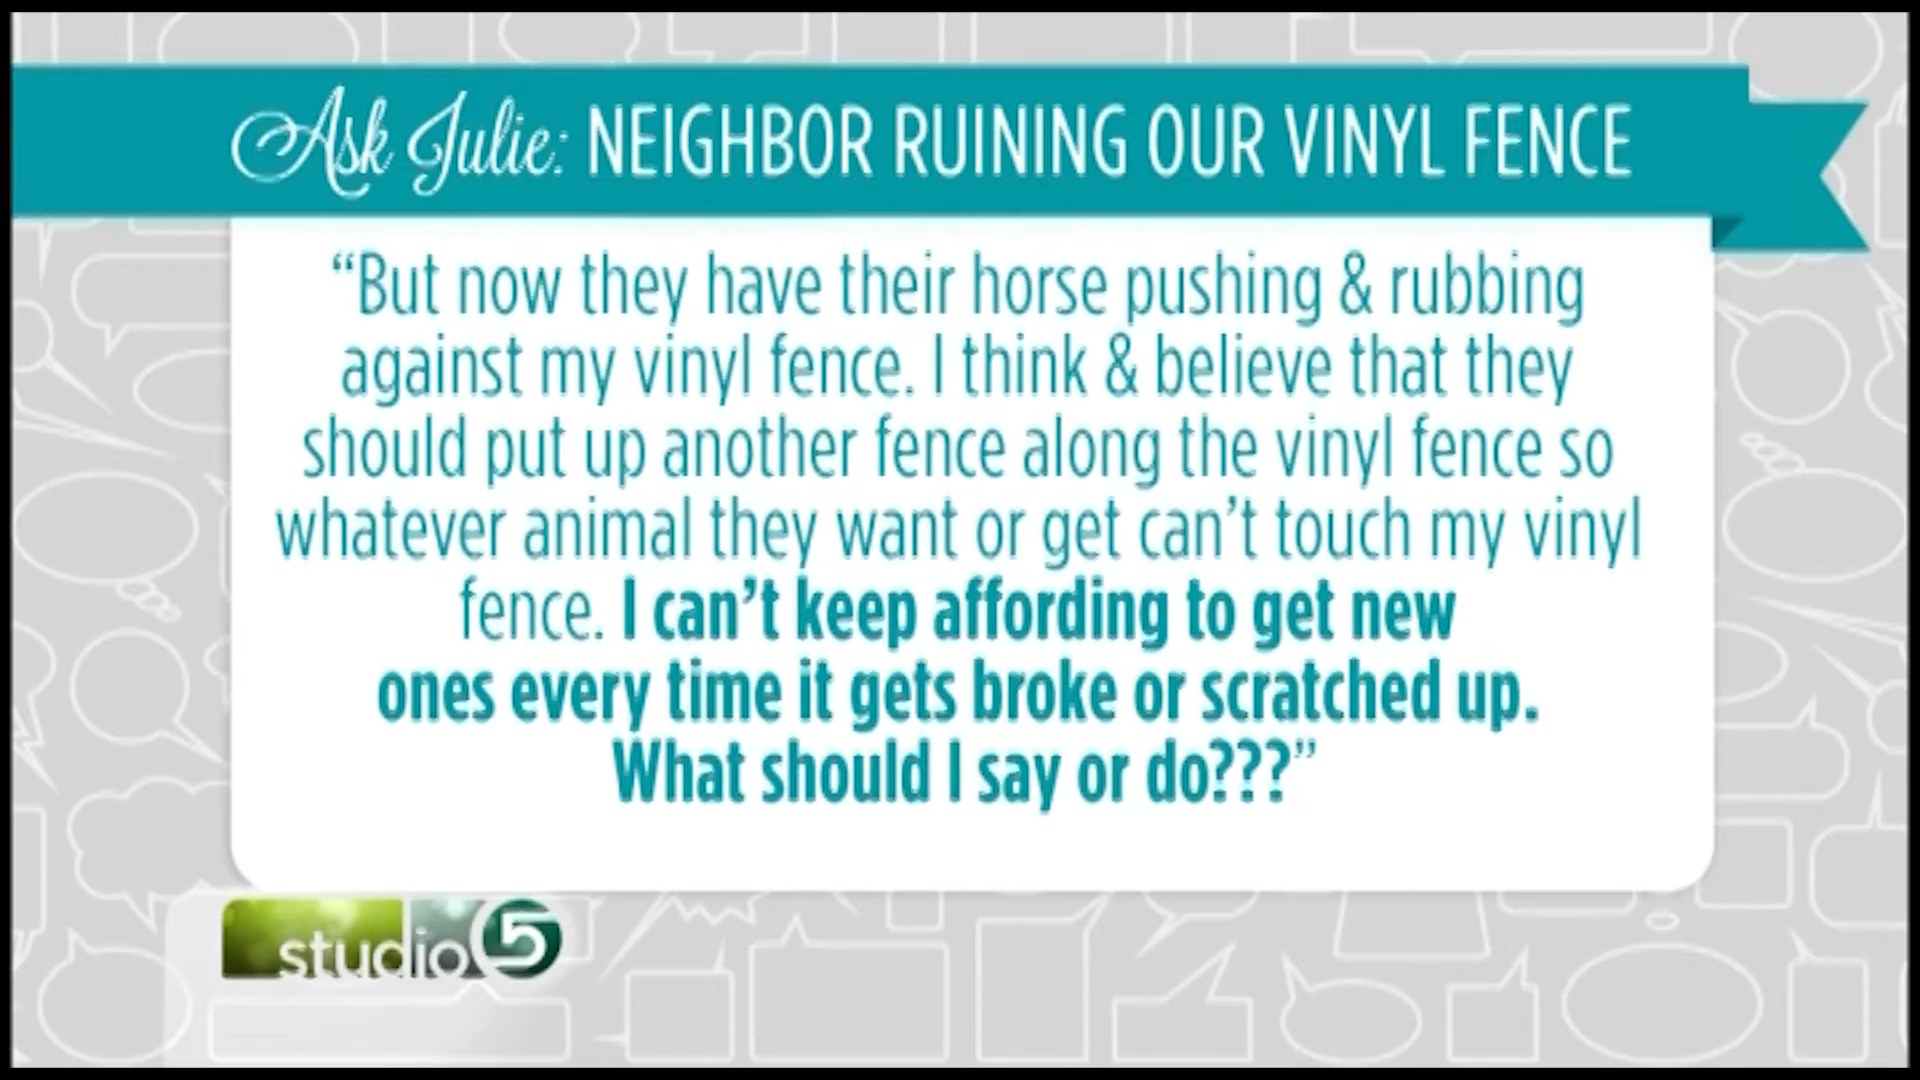 Ask Julie: NEIGHBOR RUINING OUR VINYL FENCE
“But now they have their horse pushing & rubbing
against my vinyl fence. I think & believe that they
should put up another fence along the vinyl fence so
whatever animal they want or get can’t touch my vinyl
fence. I can’t keep affording to get new
ones every time it gets broke or scratched up.
What should I say or do???”
studio 5